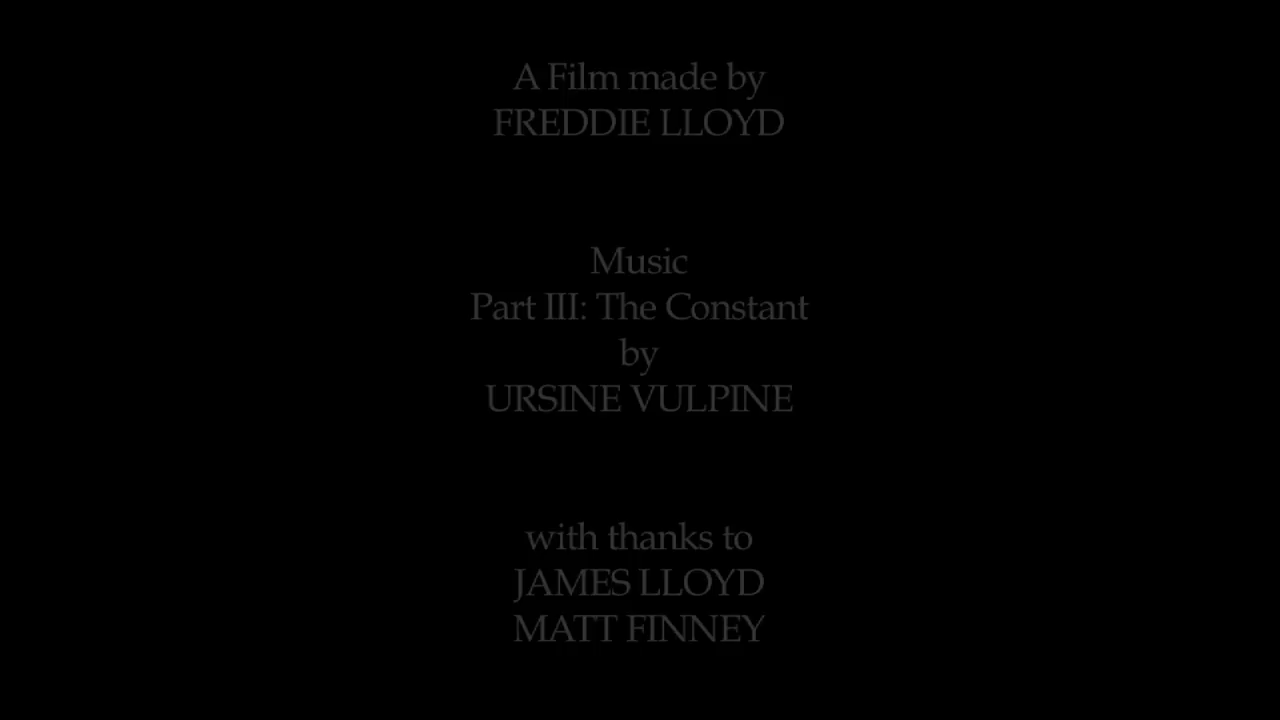 A Film made by
FREDDIE LLOYD
Music
Part III: The Constant
by
URSINE VULPINE
with thanks to
JAMES LLOYD
MATT FINNEY